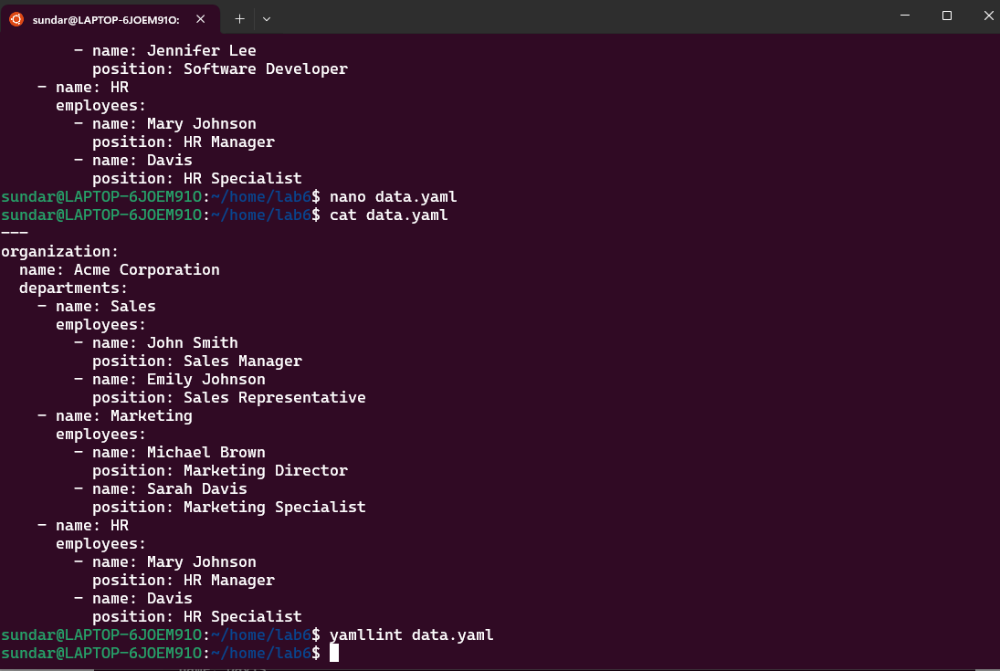 sundar@LAPTOP-6JOEM91O:
        - name: Jennifer Lee
          position: Software Developer
    - name: HR
      employees:
        - name: Mary Johnson
          position: HR Manager
        - name: Davis
          position: HR Specialist
sundar@LAPTOP-6JOEM91O:~/home/lab6$ nano data.yaml
sundar@LAPTOP-6JOEM91O:~/home/lab6$ cat data.yaml
---
organization:
  name: Acme Corporation
  departments:
    - name: Sales
      employees:
        - name: John Smith
          position: Sales Manager
        - name: Emily Johnson
          position: Sales Representative
    - name: Marketing
      employees:
        - name: Michael Brown
          position: Marketing Director
        - name: Sarah Davis
          position: Marketing Specialist
    - name: HR
      employees:
        - name: Mary Johnson
          position: HR Manager
        - name: Davis
          position: HR Specialist
sundar@LAPTOP-6JOEM91O:~/home/lab6$ yamllint data.yaml
sundar@LAPTOP-6JOEM91O:~/home/lab6$